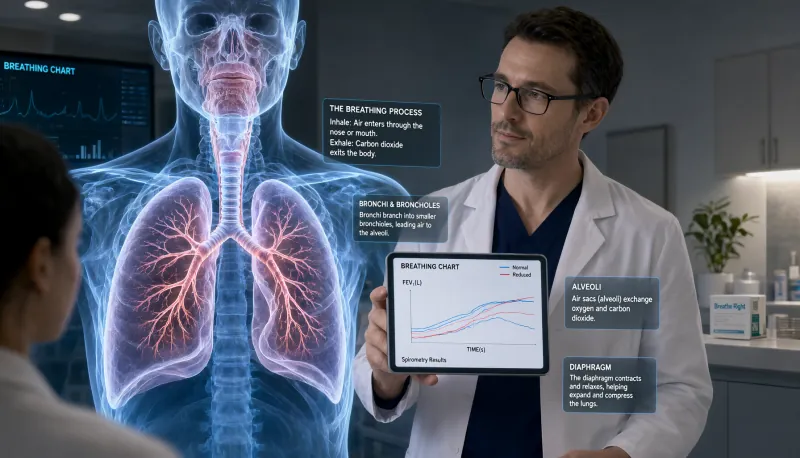 BREATHING CHART
THE BREATHING PROCESS
Inhale: Air enters through the
nose or mouth.
Exhale: Carbon dioxide
exits the body.
BRONCHI & BRONCHOLES
Bronchi branch into smaller
bronchioles, leading air to
the alveoli.
BREATHING CHART
Normal
Reduced
FEV₁(L)
TIME(s)
Spirometry Results
ALVEOLI
Air sacs (alveoli) exchange
oxygen and carbon
dioxide.
Breathe Right
DIAPHRAGM
The diaphragm contracts
and relaxes, helping
expand and compress
the lungs.